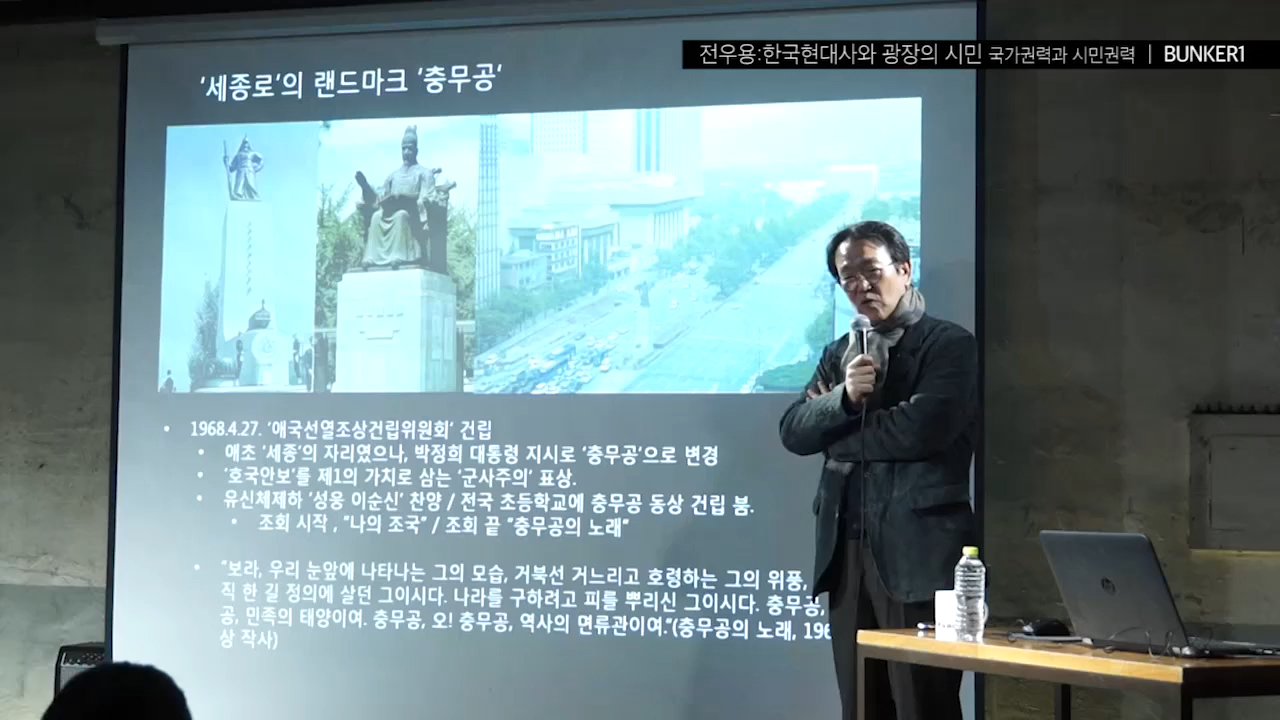 전우용:한국현대사와 광장의 시민 국가권력과 시민권력 | BUNKER1
'세종로'의 랜드마크 '충무공'
• 1968.4.27. '애국선열조상건립위원회' 건립
• 애초 '세종'의 자리였으나, 박정희 대통령 지시로 '충무공'으로 변경
• '호국안보'를 제1의 가치로 삼는 '군사주의' 표상.
• 유신체제하 '성웅 이순신' 찬양 / 전국 초등학교에 충무공 동상 건립 붐.
• 조회 시작 , "나의 조국" / 조회 끝 "충무공의 노래"
• "보라, 우리 눈앞에 나타나는 그의 모습, 거북선 거느리고 호령하는 그의 위풍,
직 한 길 정의에 살던 그이시다. 나라를 구하려고 피를 뿌리신 그이시다. 충무공,
공, 민족의 태양이여. 충무공, 오! 충무공, 역사의 면류관이여."(충무공의 노래, 196
상 작사)